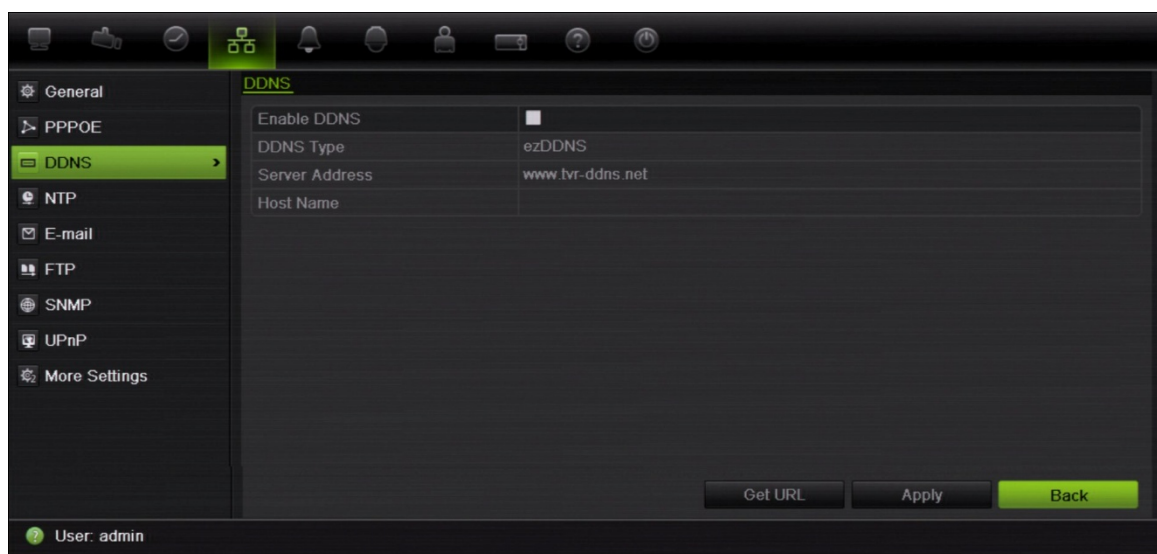 DDNS
General
PPPOE
DDNS
NTP
E-mail
FTP
SNMP
UPnP
More Settings
Enable DDNS
DDNS Type ezDDNS
Server Address www.tvr-ddns.net
Host Name
Get URL Apply Back
User: admin